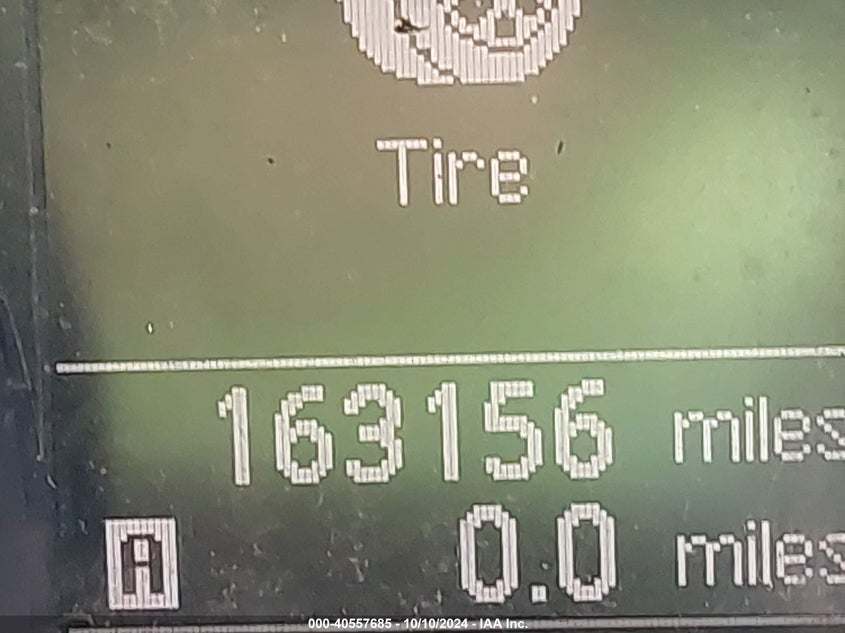 Tire
163156 miles
A 0.0 miles
000-40557685 - 10/10/2024 - IAA Inc.